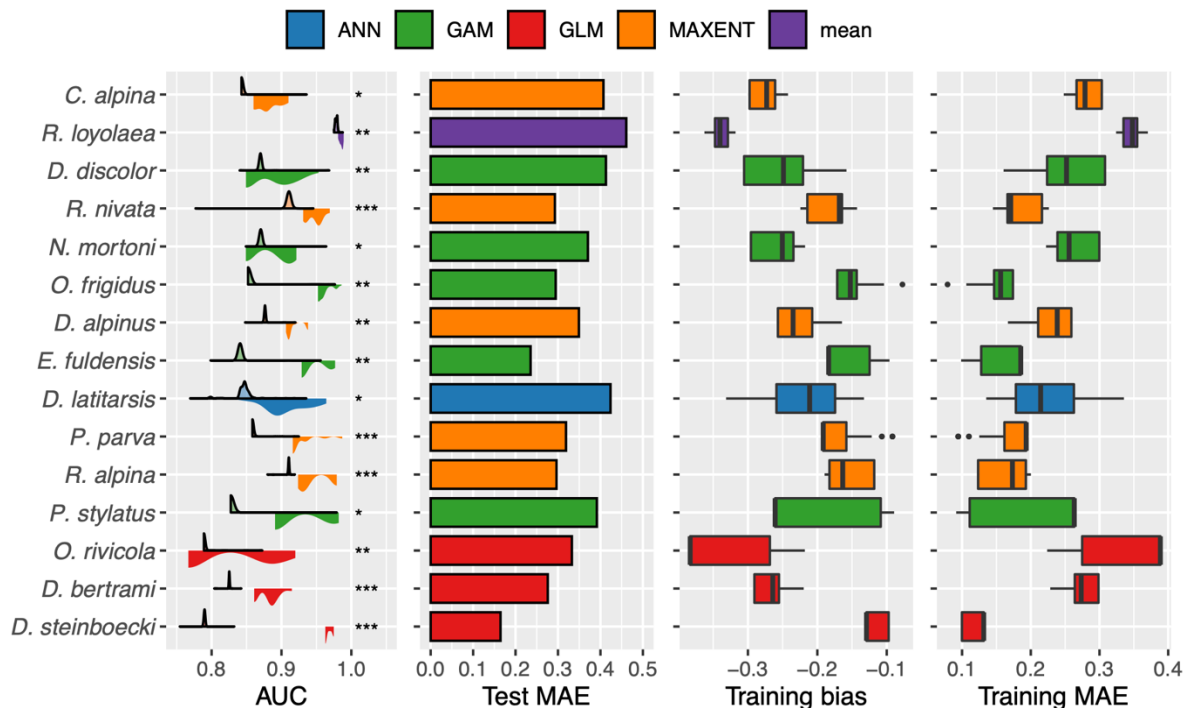 ANN GAM GLM MAXENT mean
C. alpina *
R. loyolaea **
D. discolor **
R. nivata ***
N. mortoni *
O. frigidus **
D. alpinus **
E. fuldensis **
D. latitarsis *
P. parva ***
R. alpina ***
P. stylatus *
O. rivicola **
D. bertrami ***
D. steinboecki ***
0.8 0.9 1.0 0.0 0.1 0.2 0.3 0.4 0.5 −0.3 −0.2 −0.1 0.1 0.2 0.3 0.4
AUC Test MAE Training bias Training MAE